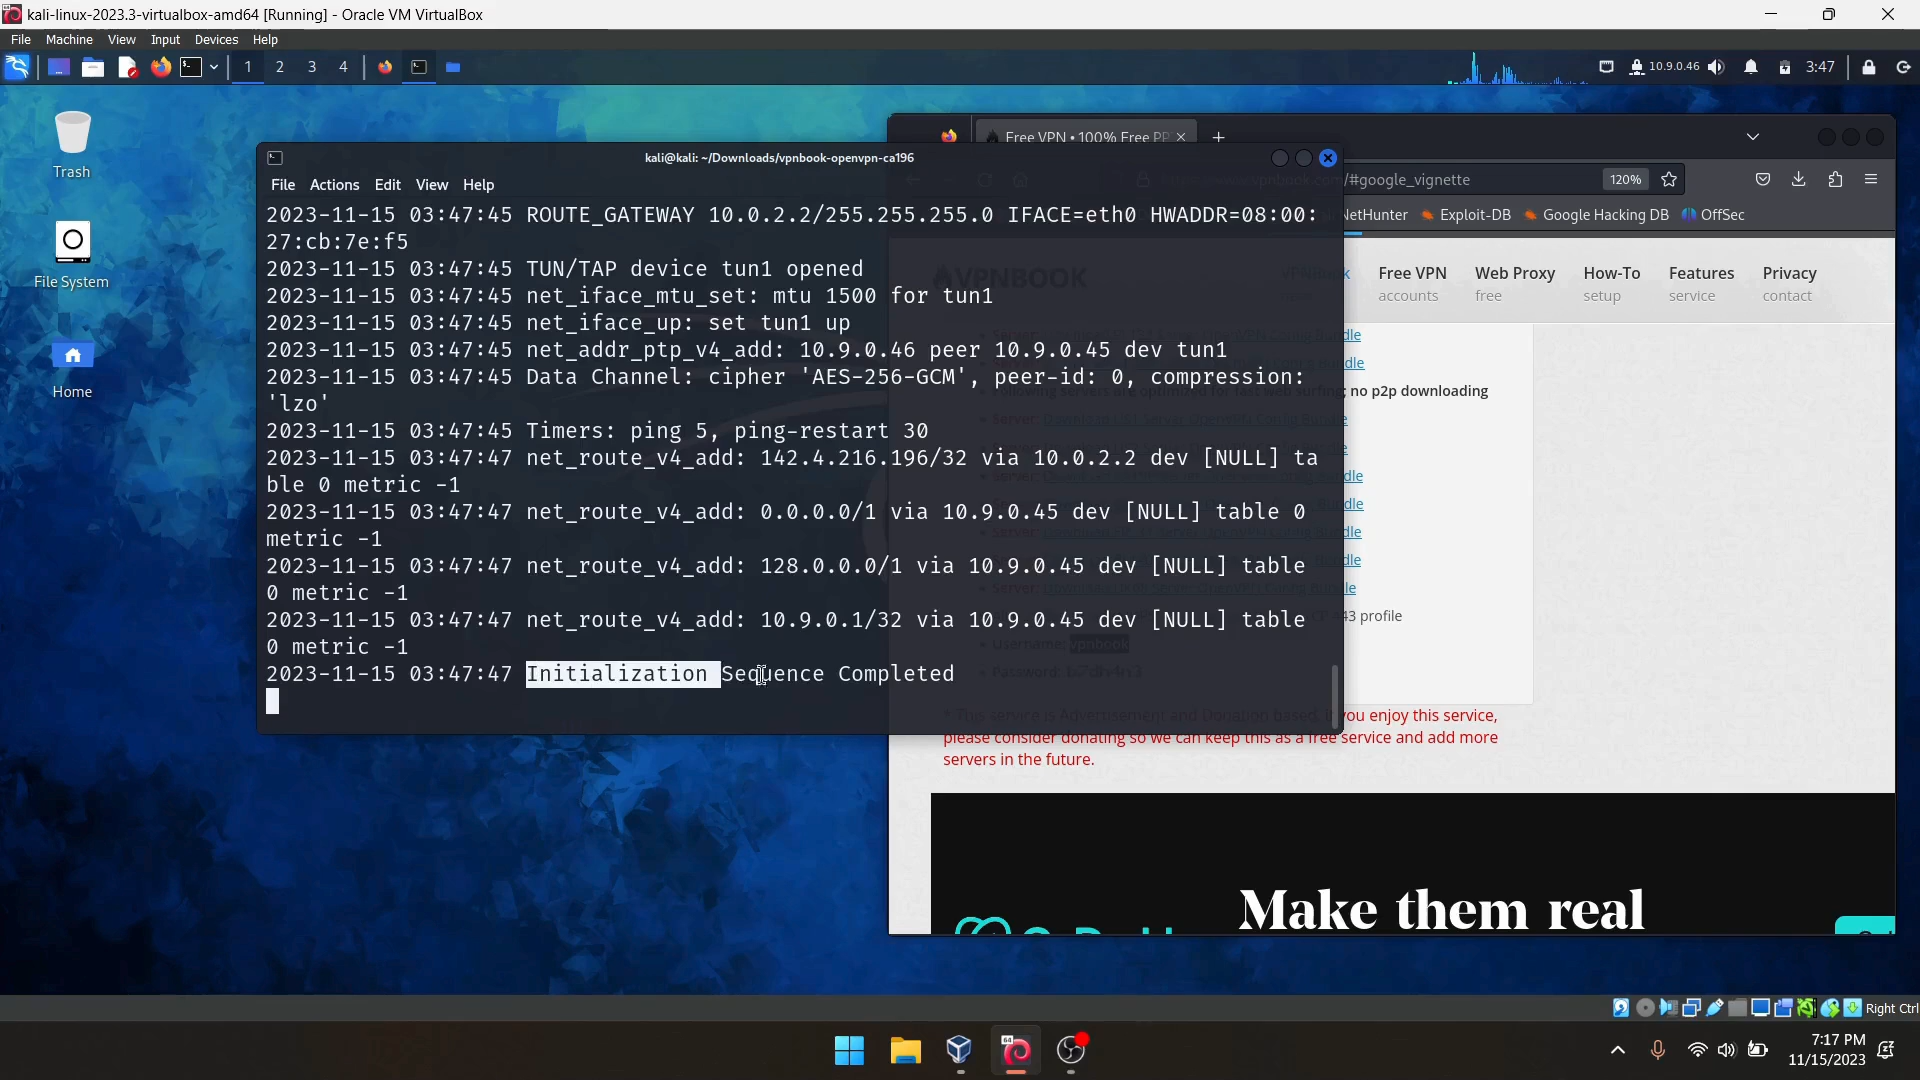 kali-linux-2023.3-virtualbox-amd64 [Running] - Oracle VM VirtualBox
File Machine View Input Devices Help
1 2 3 4
10.9.0.46
3:47
Trash
File System
Home
Free VPN • 100% Free PP
/#google_vignette
120%
NetHunter Exploit-DB Google Hacking DB OffSec
VPNBOOK
Free VPN Web Proxy How-To Features Privacy
accounts free setup service contact
kali@kali: ~/Downloads/vpnbook-openvpn-ca196
File Actions Edit View Help
2023-11-15 03:47:45 ROUTE_GATEWAY 10.0.2.2/255.255.255.0 IFACE=eth0 HWADDR=08:00:
27:cb:7e:f5
2023-11-15 03:47:45 TUN/TAP device tun1 opened
2023-11-15 03:47:45 net_iface_mtu_set: mtu 1500 for tun1
2023-11-15 03:47:45 net_iface_up: set tun1 up
2023-11-15 03:47:45 net_addr_ptp_v4_add: 10.9.0.46 peer 10.9.0.45 dev tun1
2023-11-15 03:47:45 Data Channel: cipher 'AES-256-GCM', peer-id: 0, compression:
'lzo'
2023-11-15 03:47:45 Timers: ping 5, ping-restart 30
2023-11-15 03:47:47 net_route_v4_add: 142.4.216.196/32 via 10.0.2.2 dev [NULL] ta
ble 0 metric -1
2023-11-15 03:47:47 net_route_v4_add: 0.0.0.0/1 via 10.9.0.45 dev [NULL] table 0
metric -1
2023-11-15 03:47:47 net_route_v4_add: 128.0.0.0/1 via 10.9.0.45 dev [NULL] table
0 metric -1
2023-11-15 03:47:47 net_route_v4_add: 10.9.0.1/32 via 10.9.0.45 dev [NULL] table
0 metric -1
2023-11-15 03:47:47 Initialization Sequence Completed
; no p2p downloading
43 profile
Username: vpnbook
Password:
* This service is Advertisement and Donation based, if you enjoy this service,
please consider donating so we can keep this as a free service and add more
servers in the future.
Make them real
Right Ctrl
7:17 PM
11/15/2023